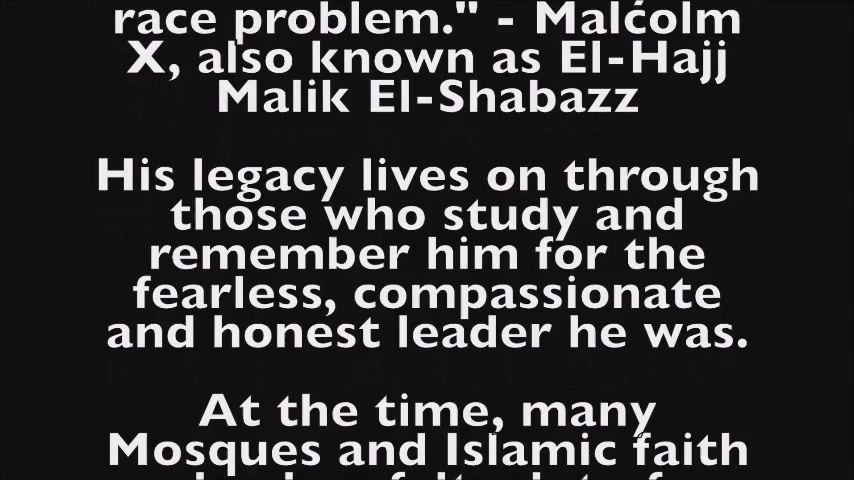 race problem." - Malcolm
X, also known as El-Hajj
Malik El-Shabazz
His legacy lives on through
those who study and
remember him for the
fearless, compassionate
and honest leader he was.
At the time, many
Mosques and Islamic faith